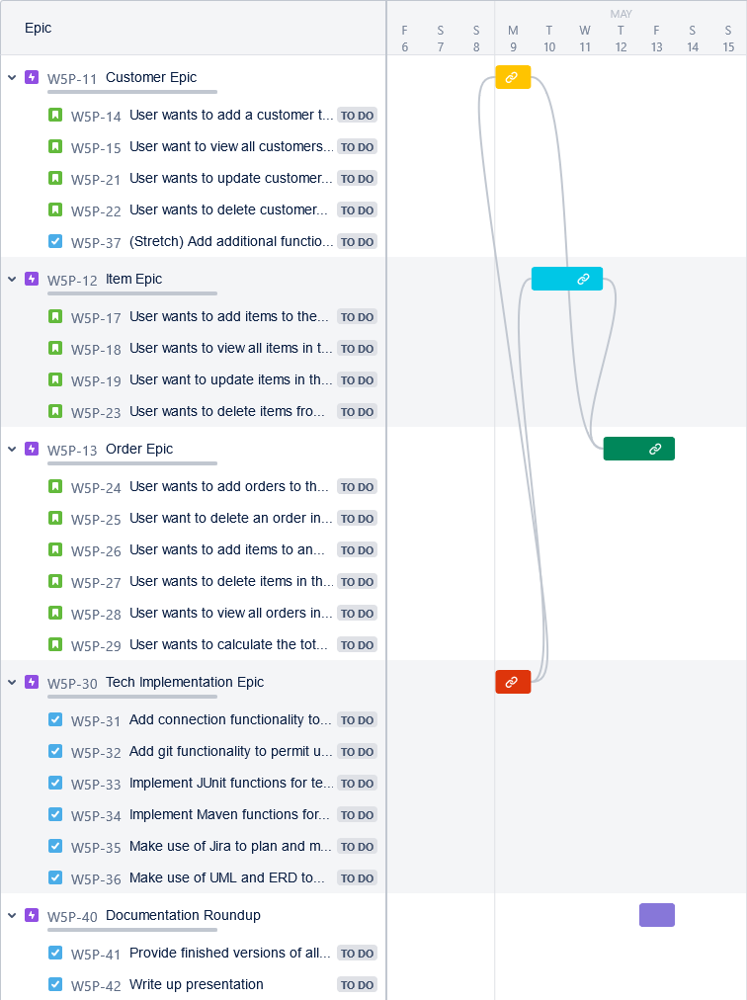 Epic
MAY
F S S M T W T F S S
6 7 8 9 10 11 12 13 14 15
W5P-11 Customer Epic
W5P-14 User wants to add a customer t... TO DO
W5P-15 User want to view all customers... TO DO
W5P-21 User wants to update customer... TO DO
W5P-22 User wants to delete customer... TO DO
W5P-37 (Stretch) Add additional functio... TO DO
W5P-12 Item Epic
W5P-17 User wants to add items to the... TO DO
W5P-18 User wants to view all items in t... TO DO
W5P-19 User want to update items in th... TO DO
W5P-23 User wants to delete items fro... TO DO
W5P-13 Order Epic
W5P-24 User wants to add orders to th... TO DO
W5P-25 User want to delete an order in... TO DO
W5P-26 User wants to add items to an... TO DO
W5P-27 User wants to delete items in th... TO DO
W5P-28 User wants to view all orders in... TO DO
W5P-29 User wants to calculate the tot... TO DO
W5P-30 Tech Implementation Epic
W5P-31 Add connection functionality to... TO DO
W5P-32 Add git functionality to permit u... TO DO
W5P-33 Implement JUnit functions for te... TO DO
W5P-34 Implement Maven functions for... TO DO
W5P-35 Make use of Jira to plan and m... TO DO
W5P-36 Make use of UML and ERD to... TO DO
W5P-40 Documentation Roundup
W5P-41 Provide finished versions of all... TO DO
W5P-42 Write up presentation TO DO